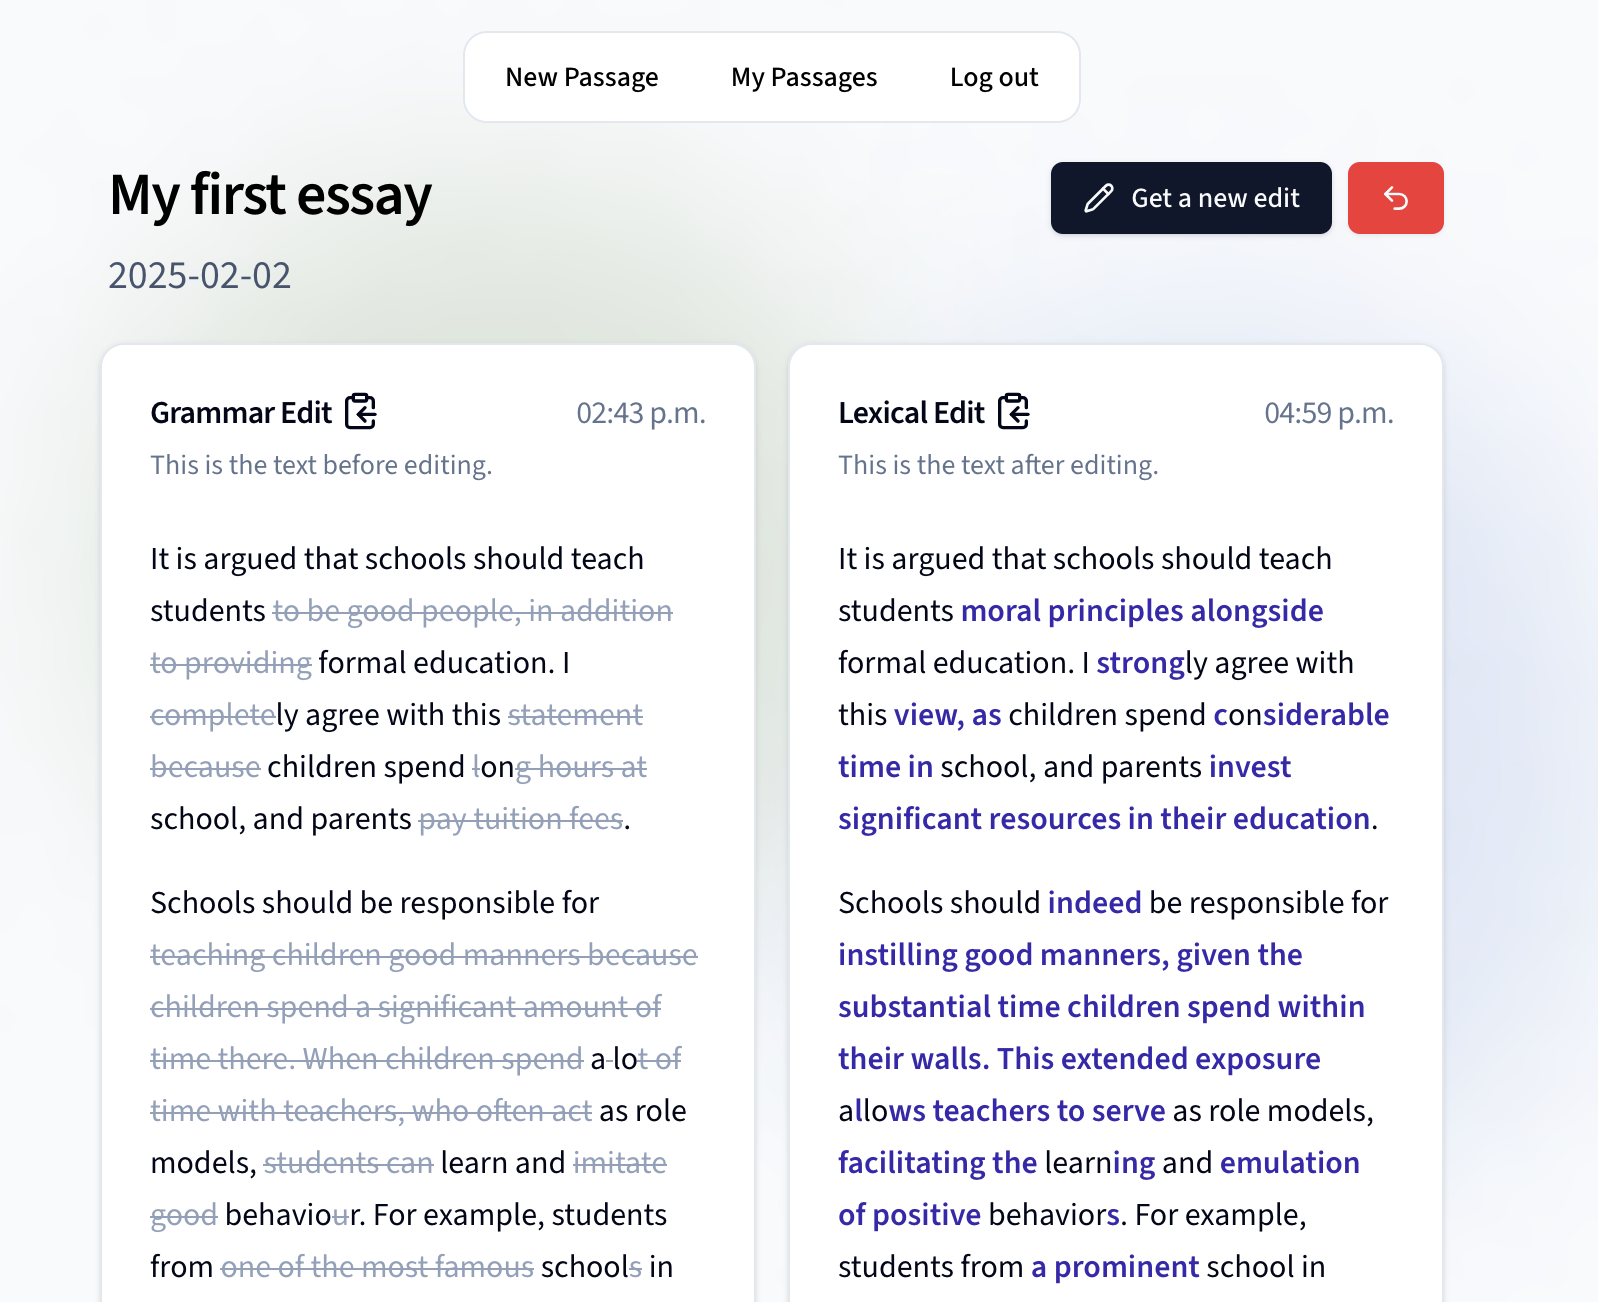 New Passage My Passages Log out
My first essay
Get a new edit
2025-02-02
Grammar Edit 02:43 p.m.
This is the text before editing.
It is argued that schools should teach
students to be good people, in addition
to providing formal education. I
completely agree with this statement
because children spend long hours at
school, and parents pay tuition fees.
Schools should be responsible for
teaching children good manners because
children spend a significant amount of
time there. When children spend a lot of
time with teachers, who often act as role
models, students can learn and imitate
good behaviour. For example, students
from one of the most famous schools in
Lexical Edit 04:59 p.m.
This is the text after editing.
It is argued that schools should teach
students moral principles alongside
formal education. I strongly agree with
this view, as children spend considerable
time in school, and parents invest
significant resources in their education.
Schools should indeed be responsible for
instilling good manners, given the
substantial time children spend within
their walls. This extended exposure
allows teachers to serve as role models,
facilitating the learning and emulation
of positive behaviors. For example,
students from a prominent school in